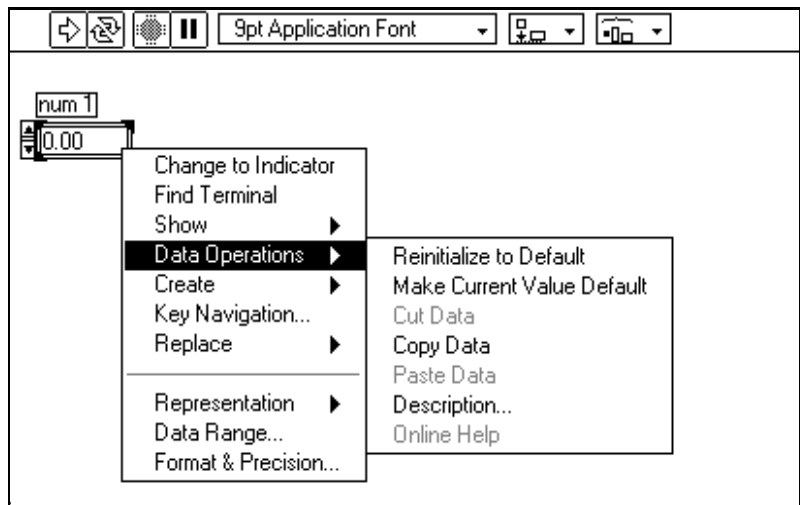 9pt Application Font
num 1
0.00
Change to Indicator
Find Terminal
Show
Data Operations
Create
Key Navigation...
Replace
Representation
Data Range...
Format & Precision...
Reinitialize to Default
Make Current Value Default
Cut Data
Copy Data
Paste Data
Description...
Online Help